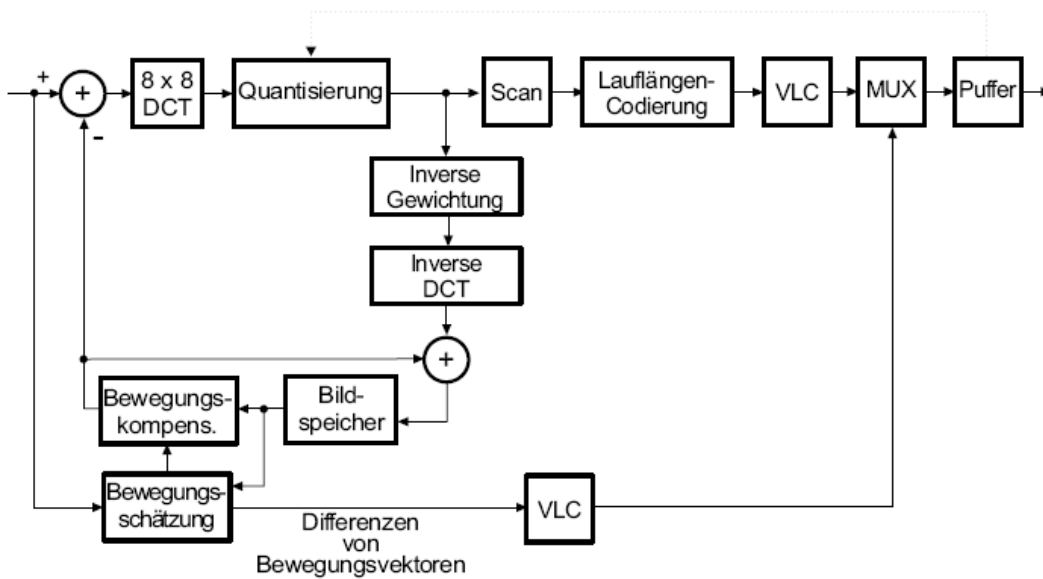 +
+
-
8 x 8
DCT
Quantisierung
Scan
Lauflängen-
Codierung
VLC
MUX
Puffer
Inverse
Gewichtung
Inverse
DCT
+
Bewegungs-
kompens.
Bild-
speicher
Bewegungs-
schätzung
Differenzen
von
Bewegungsvektoren
VLC